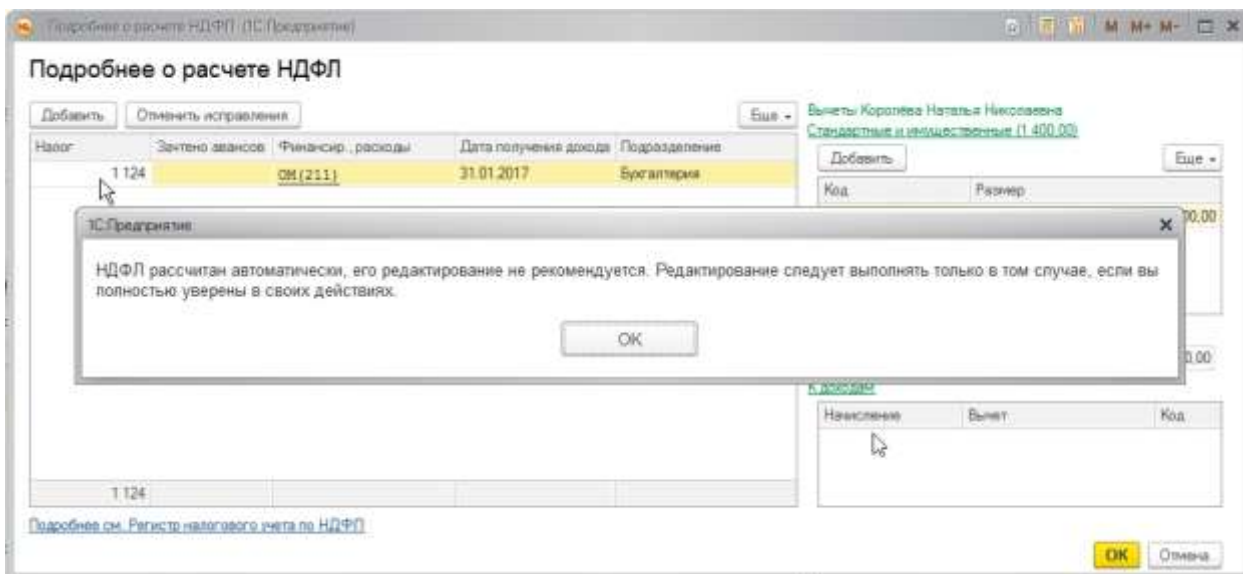 Подробнее о расчете НДФЛ (1С:Предприятие)
M M+ M-
Подробнее о расчете НДФЛ
Добавить Отменить исправления Еще
Вычеты Королёва Наталья Николаевна
Стандартные и имущественные (1 400,00)
Добавить Еще
Налог Зачтено авансов Финансир., расходы Дата получения дохода Подразделение
Код Размер
1 124 ОМ (211) 31.01.2017 Бухгалтерия
00,00
1С:Предприятие
НДФЛ рассчитан автоматически, его редактирование не рекомендуется. Редактирование следует выполнять только в том случае, если вы
полностью уверены в своих действиях.
OK
0,00
К доходам
Начисление Вычет Код
1 124
Подробнее см. Регистр налогового учета по НДФЛ
OK Отмена